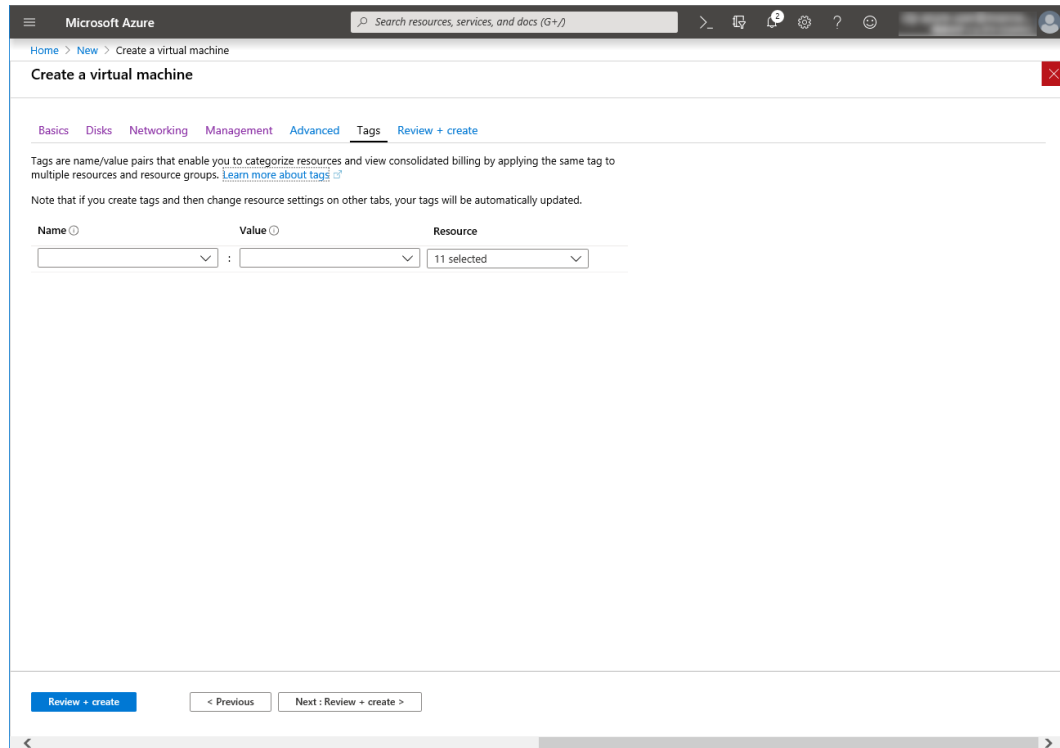 Microsoft Azure
Search resources, services, and docs (G+/)
2
Home > New > Create a virtual machine
Create a virtual machine
Basics Disks Networking Management Advanced Tags Review + create
Tags are name/value pairs that enable you to categorize resources and view consolidated billing by applying the same tag to
multiple resources and resource groups. Learn more about tags
Note that if you create tags and then change resource settings on other tabs, your tags will be automatically updated.
Name Value Resource
: 11 selected
Review + create < Previous Next : Review + create >